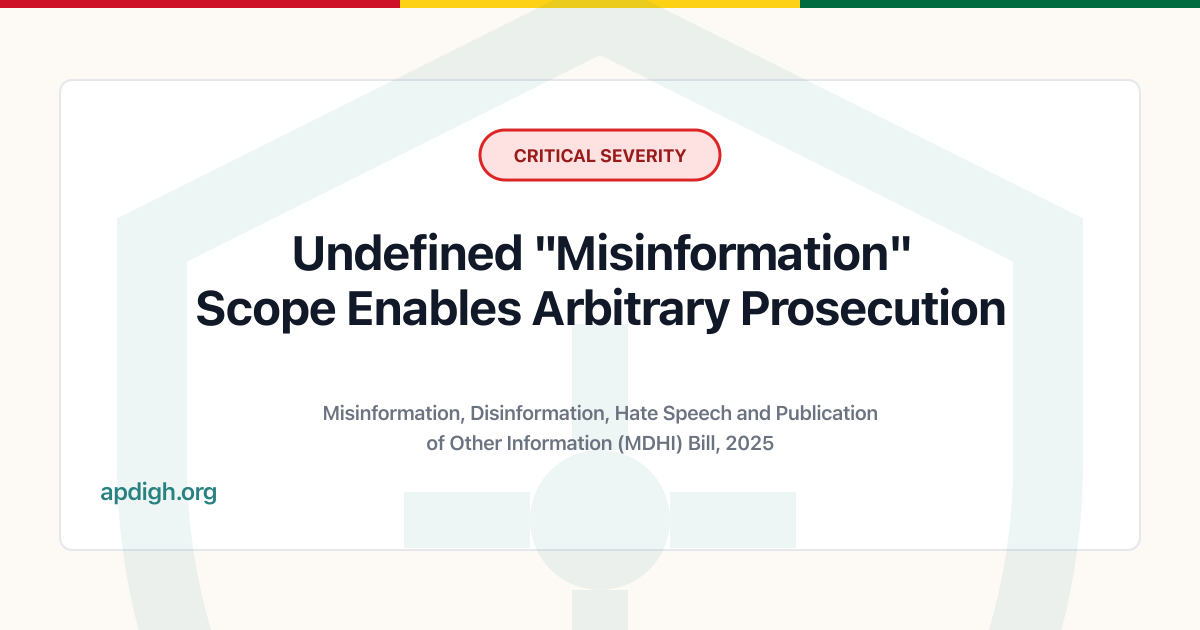 CRITICAL SEVERITY
Undefined "Misinformation"
Scope Enables Arbitrary Prosecution
Misinformation, Disinformation, Hate Speech and Publication
of Other Information (MDHI) Bill, 2025
apdigh.org